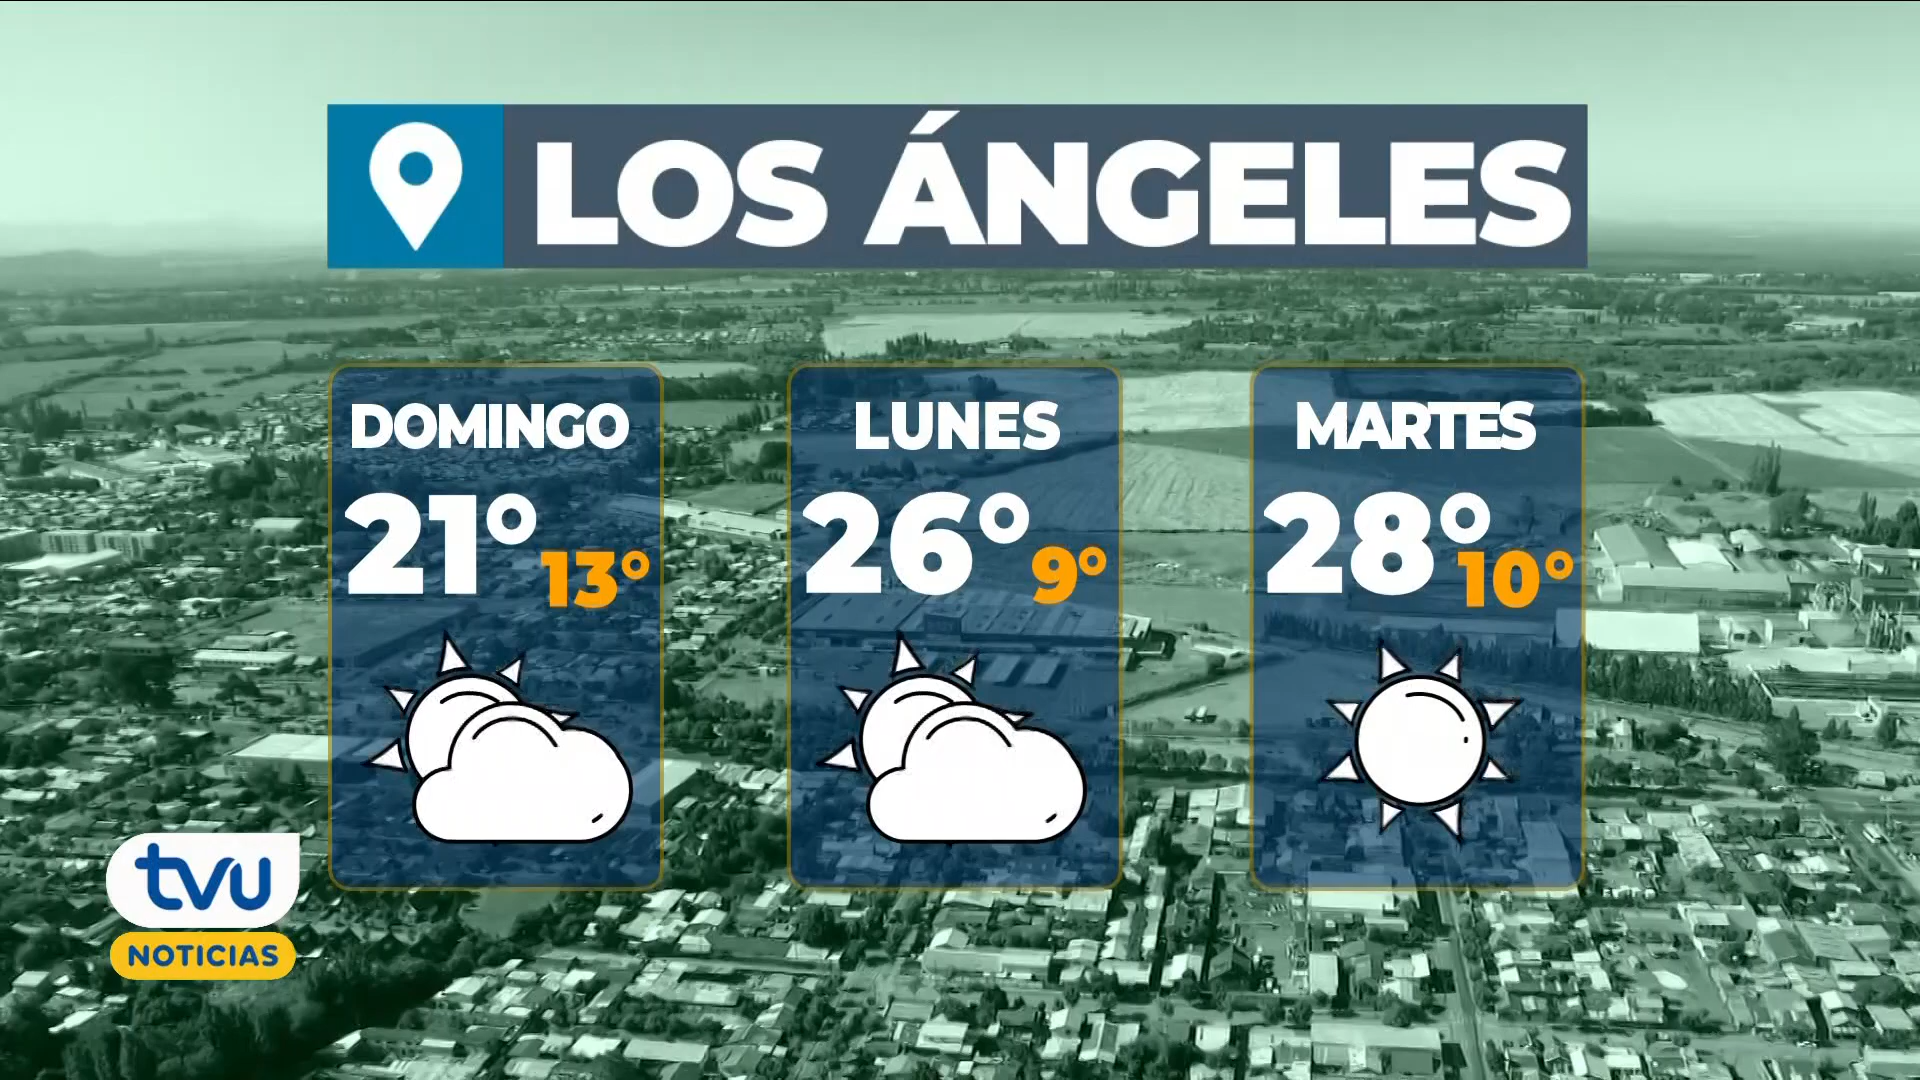 LOS ÁNGELES
DOMINGO
21° 13°
LUNES
26° 9°
MARTES
28° 10°
tvu
NOTICIAS